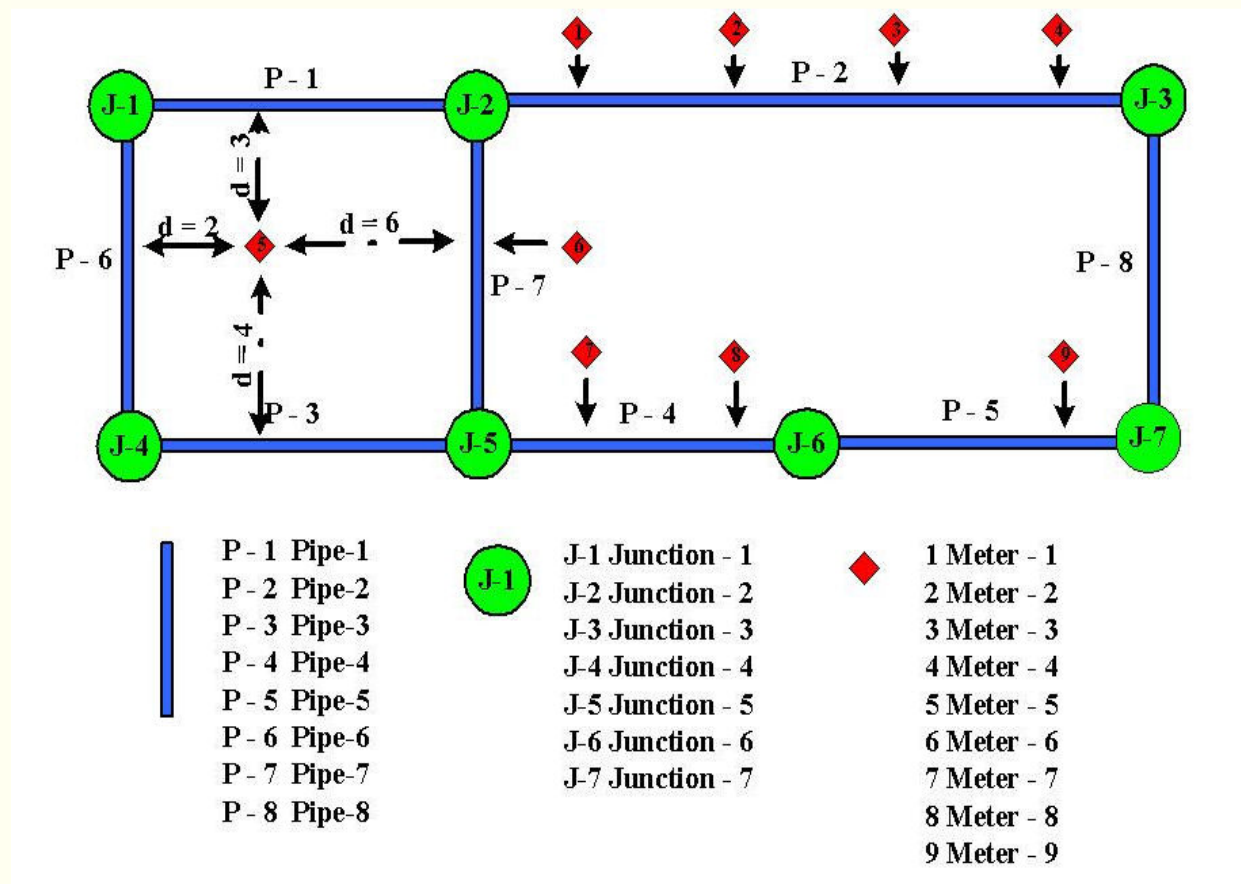 1
2
3
4
P - 1
P - 2
J-1
J-2
J-3
d = 3
d = 2
d = 6
5
6
P - 6
P - 7
P - 8
d = 4
7
8
9
P - 3
P - 4
P - 5
J-4
J-5
J-6
J-7
P - 1 Pipe-1
P - 2 Pipe-2
P - 3 Pipe-3
P - 4 Pipe-4
P - 5 Pipe-5
P - 6 Pipe-6
P - 7 Pipe-7
P - 8 Pipe-8
J-1
J-1 Junction - 1
J-2 Junction - 2
J-3 Junction - 3
J-4 Junction - 4
J-5 Junction - 5
J-6 Junction - 6
J-7 Junction - 7
1 Meter - 1
2 Meter - 2
3 Meter - 3
4 Meter - 4
5 Meter - 5
6 Meter - 6
7 Meter - 7
8 Meter - 8
9 Meter - 9